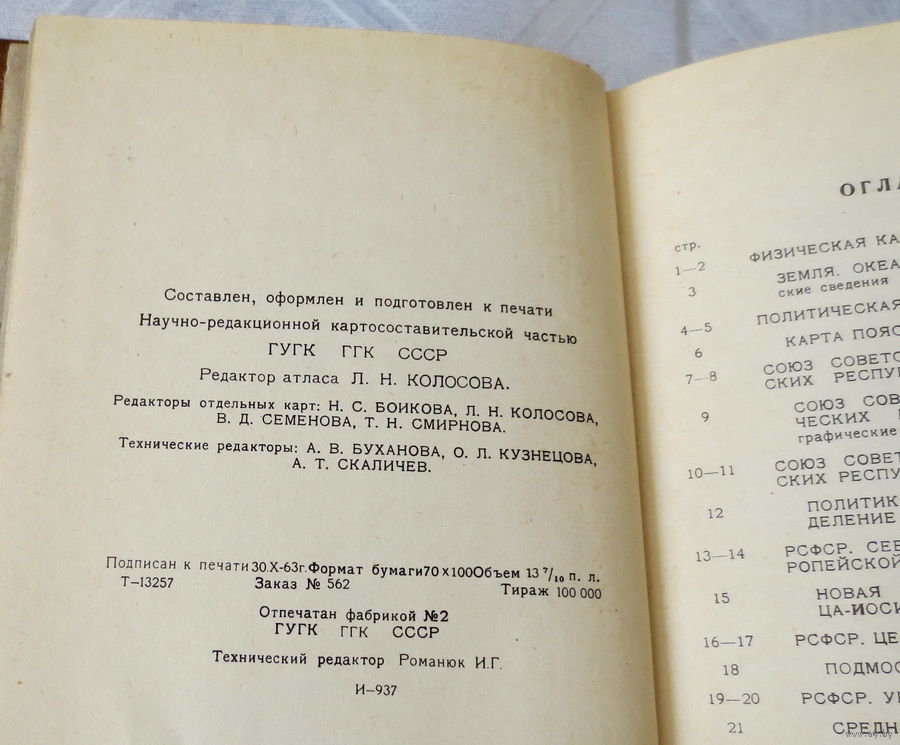 Составлен, оформлен и подготовлен к печати
Научно-редакционной картосоставительской частью
ГУГК ГГК СССР
Редактор атласа Л. Н. КОЛОСОВА.
Редакторы отдельных карт: Н. С. БОИКОВА, Л. Н. КОЛОСОВА,
В. Д. СЕМЕНОВА, Т. Н. СМИРНОВА.
Технические редакторы: А. В. БУХАНОВА, О. Л. КУЗНЕЦОВА,
А. Т. СКАЛИЧЕВ.
Подписан к печати 30.X-63г. Формат бумаги 70х100 Объем 13 7/10 п. л.
Т—13257 Заказ № 562 Тираж 100 000
Отпечатан фабрикой №2
ГУГК ГГК СССР
Технический редактор Романюк И.Г.
И—937
ОГЛА
стр.
1—2 ФИЗИЧЕСКАЯ КА
3 ЗЕМЛЯ. ОКЕА
ские сведения
4—5 ПОЛИТИЧЕСКАЯ
6 КАРТА ПОЯС
7—8 СОЮЗ СОВЕТС
СКИХ РЕСПУ
9 СОЮЗ СОВ
ЧЕСКИХ
графические
10—11 СОЮЗ СОВЕТ
СКИХ РЕСПУ
12 ПОЛИТИК
ДЕЛЕНИЕ
13—14 РСФСР. СЕВ
РОПЕЙСКОЙ
15 НОВАЯ
ЦА-ИОСИ
16—17 РСФСР. ЦЕ
18 ПОДМОС
19—20 РСФСР. У
21 СРЕДН
www.ay.by